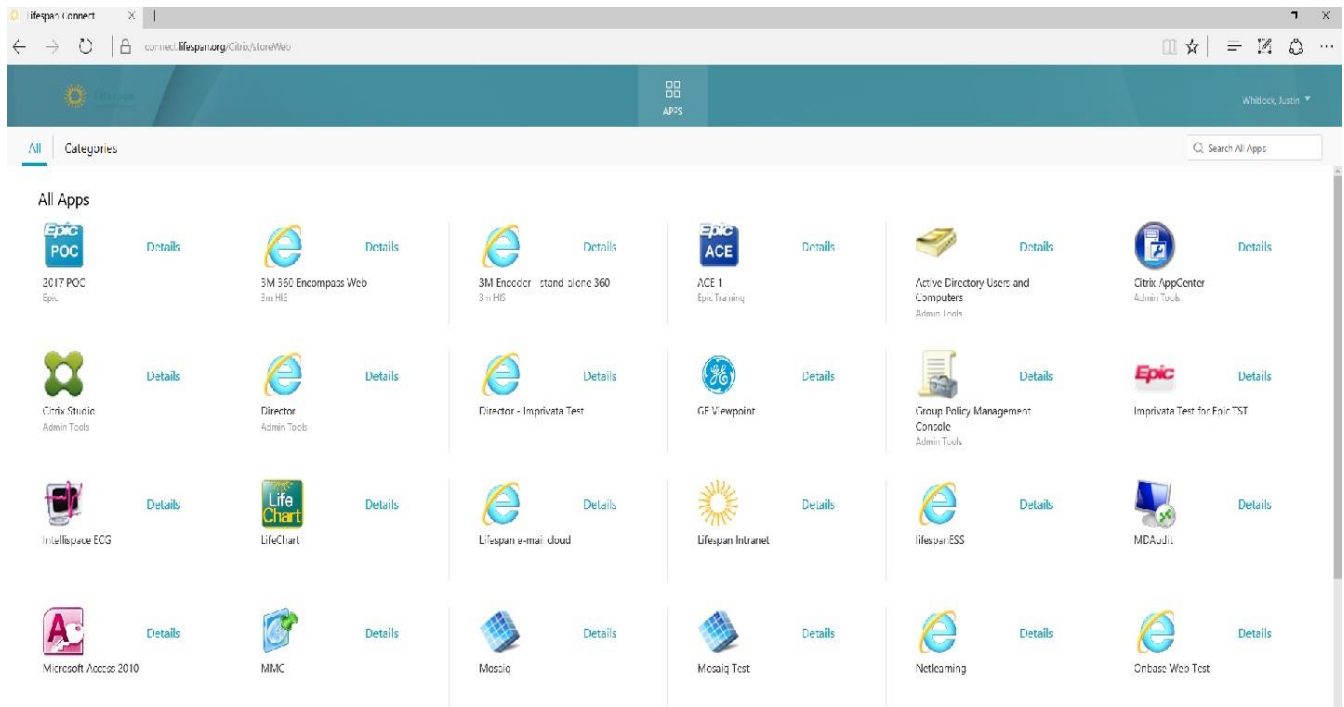 Lifespan Connect
connect.lifespan.org/Citrix/storeWeb
APPS
Whitlock, Justin
All
Categories
Search All Apps
All Apps
Epic POC Details
Details
Details
Epic ACE Details
Details
Details
2017 POC
3M 360 Encompass Web
3M Encoder - stand-alone 360
ACE 1
Active Directory Users and
Citrix AppCenter
Epic
3m HIS
3m HIS
Epic Training
Computers
Admin Tools
Admin Tools
Details
Details
Details
Details
Details
Epic Details
Citrix Studio
Director
Director - Imprivata Test
GE Viewpoint
Group Policy Management
Imprivata Test for Epic TST
Admin Tools
Admin Tools
Console
Admin Tools
Details
Life Chart Details
Details
Details
Details
Details
Intellispace ECG
LifeChart
Lifespan e-mail cloud
Lifespan Intranet
lifespanESS
MDAudit
A Details
Details
Details
Details
Details
Details
Microsoft Access 2010
MMC
Mosaiq
Mosaiq Test
Netlearning
Onbase Web Test